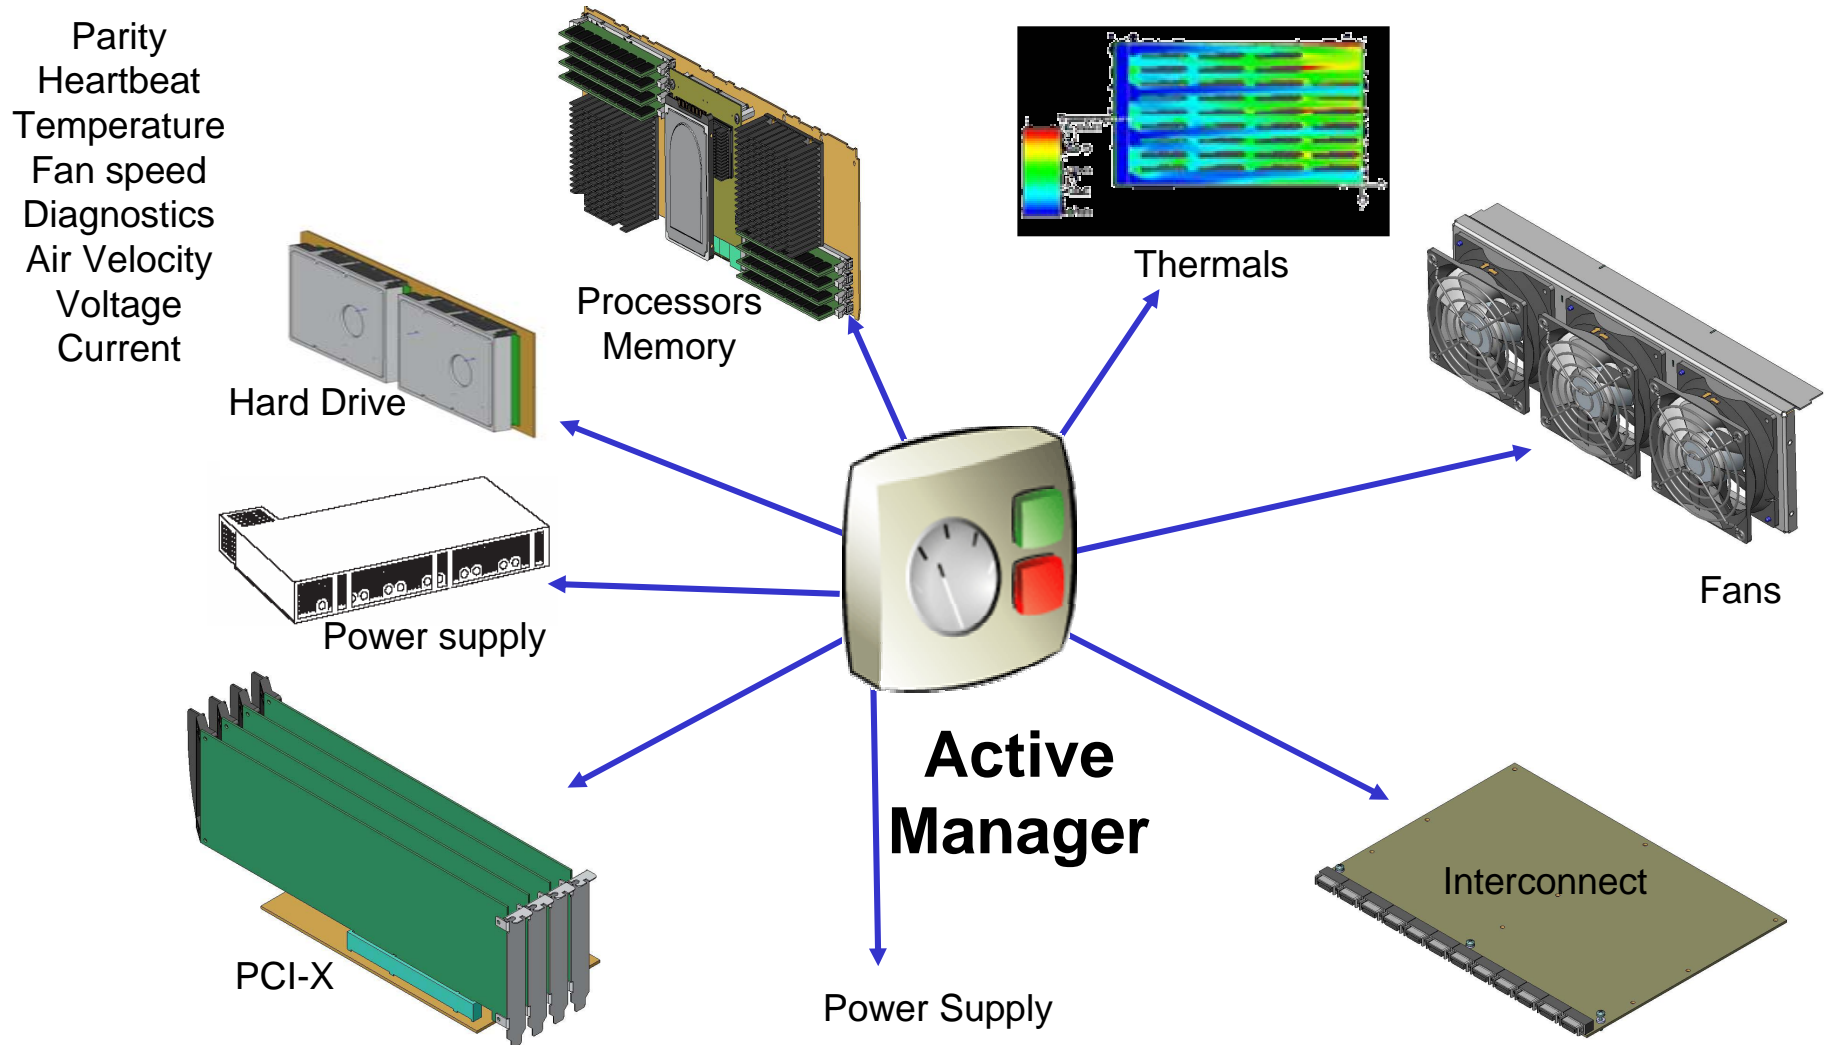 Parity
Heartbeat
Temperature
Fan speed
Diagnostics
Air Velocity
Voltage
Current
Processors
Memory
Thermals
Hard Drive
Fans
Power supply
Active
Manager
Interconnect
PCI-X
Power Supply